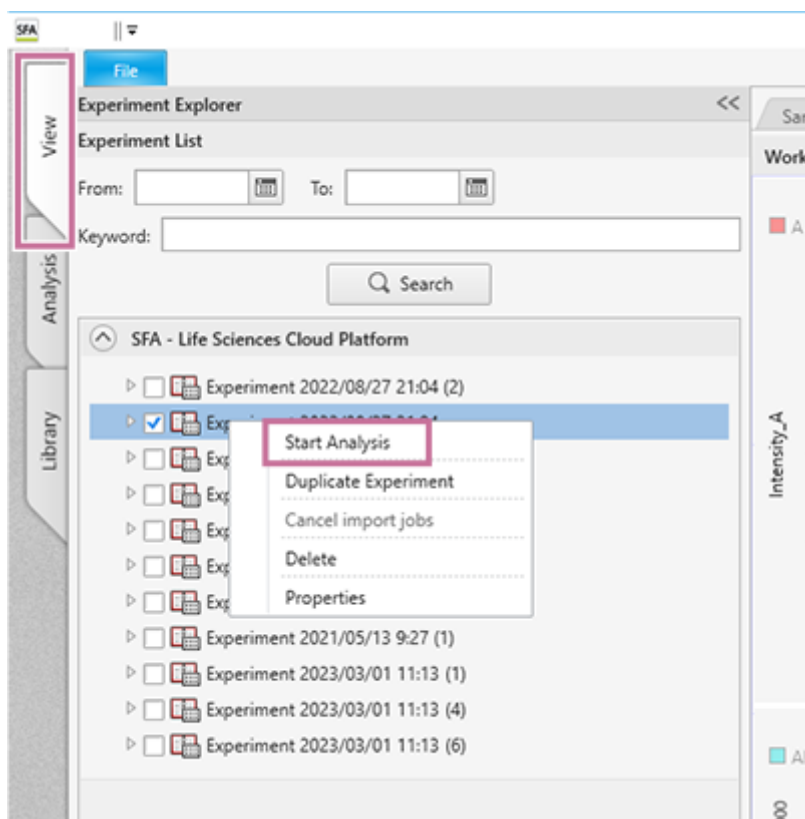 SFA
File
View
Experiment Explorer
<<
Experiment List
Work
From:
To:
Keyword:
A
Search
Analysis
SFA - Life Sciences Cloud Platform
Experiment 2022/08/27 21:04 (2)
Start Analysis
Duplicate Experiment
Cancel import jobs
Delete
Properties
Library
Intensity_A
Experiment 2021/05/13 9:27 (1)
Experiment 2023/03/01 11:13 (1)
Experiment 2023/03/01 11:13 (4)
Experiment 2023/03/01 11:13 (6)